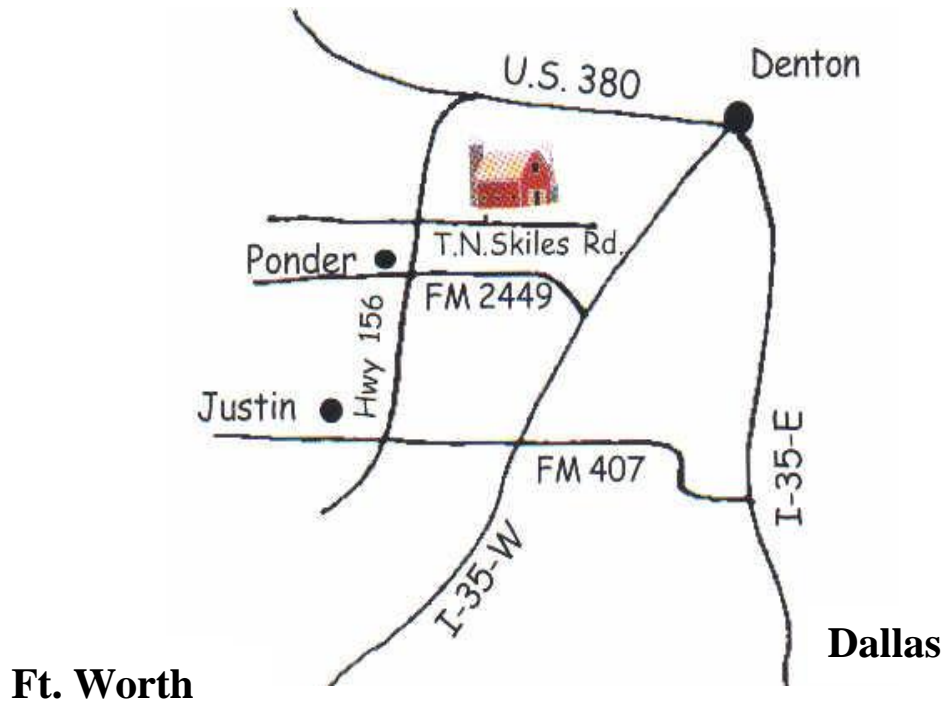 Denton
U.S. 380
T.N.Skiles Rd.
Ponder
FM 2449
Hwy 156
Justin
FM 407
I-35-E
I-35-W
Dallas
Ft. Worth